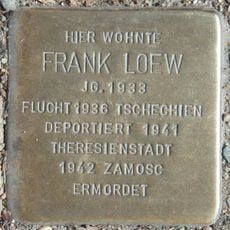 HIER WOHNTE
FRANK LOEW
JG. 1933
FLUCHT 1936 TSCHECHIEN
DEPORTIERT 1941
THERESIENSTADT
1942 ZAMOSC
ERMORDET